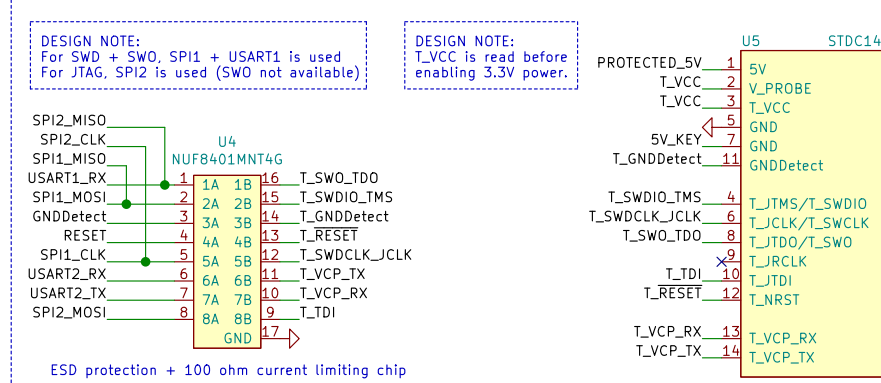 DESIGN NOTE:
For SWD + SWO, SPI1 + USART1 is used
For JTAG, SPI2 is used (SWO not available)
DESIGN NOTE:
T_VCC is read before
enabling 3.3V power.
SPI2_MISO
SPI2_CLK
SPI1_MISO
USART1_RX
SPI1_MOSI
GNDDetect
RESET
SPI1_CLK
USART2_RX
USART2_TX
SPI2_MOSI
U4
NUF8401MNT4G
1 1A 1B 16 T_SWO_TDO
2 2A 2B 15 T_SWDIO_TMS
3 3A 3B 14 T_GNDDetect
4 4A 4B 13 T_RESET
5 5A 5B 12 T_SWDCLK_JCLK
6 6A 6B 11 T_VCP_TX
7 7A 7B 10 T_VCP_RX
8 8A 8B 9 T_TDI
GND 17
ESD protection + 100 ohm current limiting chip
U5 STDC14
PROTECTED_5V 1 5V
T_VCC 2 V_PROBE
T_VCC 3 T_VCC
5 GND
5V_KEY 7 GND
T_GNDDetect 11 GNDDetect
T_SWDIO_TMS 4 T_JTMS/T_SWDIO
T_SWDCLK_JCLK 6 T_JCLK/T_SWCLK
T_SWO_TDO 8 T_JTDO/T_SWO
9 T_JRCLK
T_TDI 10 T_JTDI
T_RESET 12 T_NRST
T_VCP_RX 13 T_VCP_RX
T_VCP_TX 14 T_VCP_TX